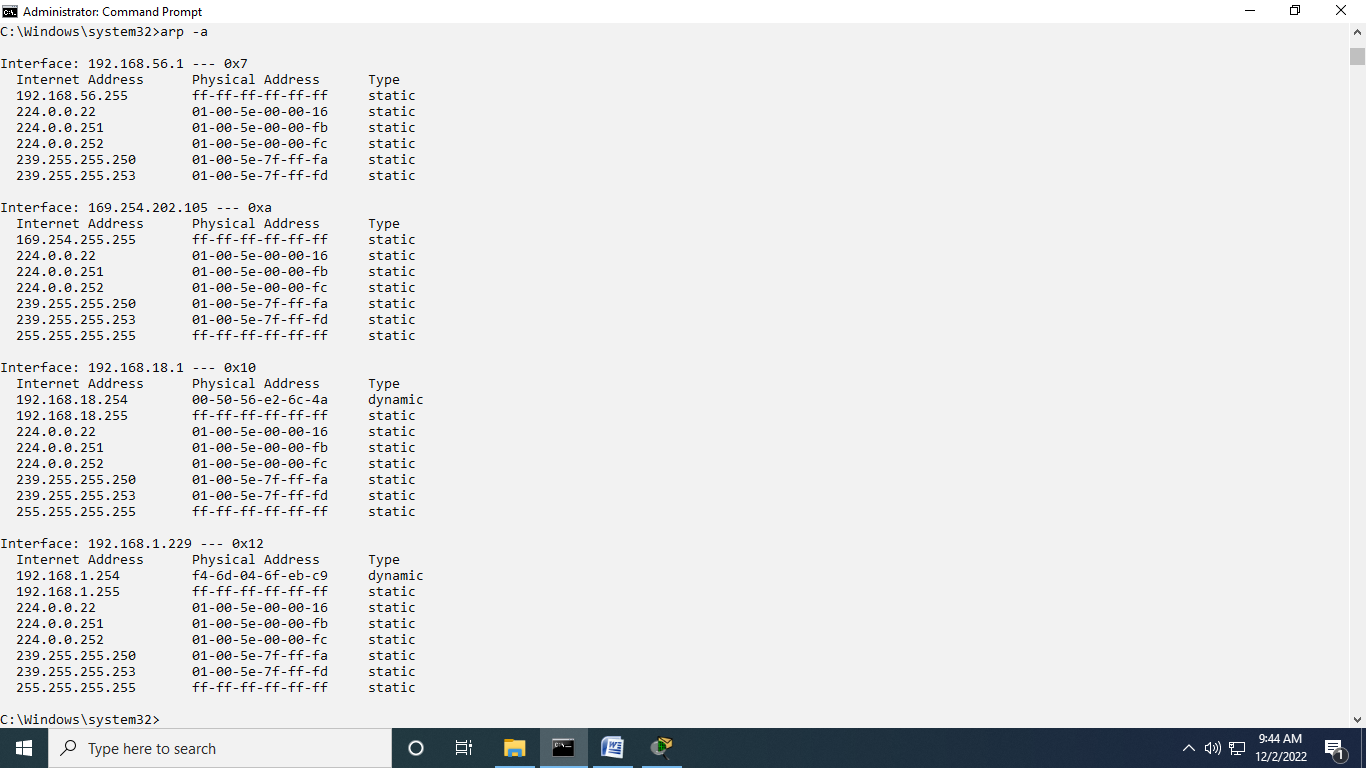 Administrator: Command Prompt
C:\Windows\system32>arp -a
Interface: 192.168.56.1 --- 0x7
  Internet Address      Physical Address      Type
  192.168.56.255        ff-ff-ff-ff-ff-ff     static
  224.0.0.22            01-00-5e-00-00-16     static
  224.0.0.251           01-00-5e-00-00-fb     static
  224.0.0.252           01-00-5e-00-00-fc     static
  239.255.255.250       01-00-5e-7f-ff-fa     static
  239.255.255.253       01-00-5e-7f-ff-fd     static
Interface: 169.254.202.105 --- 0xa
  Internet Address      Physical Address      Type
  169.254.255.255       ff-ff-ff-ff-ff-ff     static
  224.0.0.22            01-00-5e-00-00-16     static
  224.0.0.251           01-00-5e-00-00-fb     static
  224.0.0.252           01-00-5e-00-00-fc     static
  239.255.255.250       01-00-5e-7f-ff-fa     static
  239.255.255.253       01-00-5e-7f-ff-fd     static
  255.255.255.255       ff-ff-ff-ff-ff-ff     static
Interface: 192.168.18.1 --- 0x10
  Internet Address      Physical Address      Type
  192.168.18.254        00-50-56-e2-6c-4a     dynamic
  192.168.18.255        ff-ff-ff-ff-ff-ff     static
  224.0.0.22            01-00-5e-00-00-16     static
  224.0.0.251           01-00-5e-00-00-fb     static
  224.0.0.252           01-00-5e-00-00-fc     static
  239.255.255.250       01-00-5e-7f-ff-fa     static
  239.255.255.253       01-00-5e-7f-ff-fd     static
  255.255.255.255       ff-ff-ff-ff-ff-ff     static
Interface: 192.168.1.229 --- 0x12
  Internet Address      Physical Address      Type
  192.168.1.254         f4-6d-04-6f-eb-c9     dynamic
  192.168.1.255         ff-ff-ff-ff-ff-ff     static
  224.0.0.22            01-00-5e-00-00-16     static
  224.0.0.251           01-00-5e-00-00-fb     static
  224.0.0.252           01-00-5e-00-00-fc     static
  239.255.255.250       01-00-5e-7f-ff-fa     static
  239.255.255.253       01-00-5e-7f-ff-fd     static
  255.255.255.255       ff-ff-ff-ff-ff-ff     static
C:\Windows\system32>
Type here to search
9:44 AM
12/2/2022
1